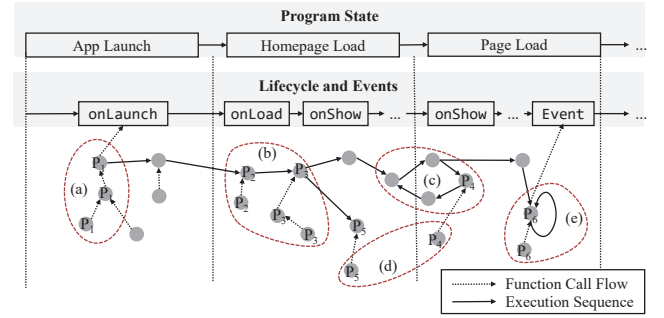 Program State
App Launch Homepage Load Page Load ...
Lifecycle and Events
onLaunch onLoad onShow ... onShow ... Event ...
(b)
P1 P2 P3 (c) P4
(a) P1 P2 (e)
P1 P3 P3 P5 P4 P6
P5 (d) P6
Function Call Flow
Execution Sequence